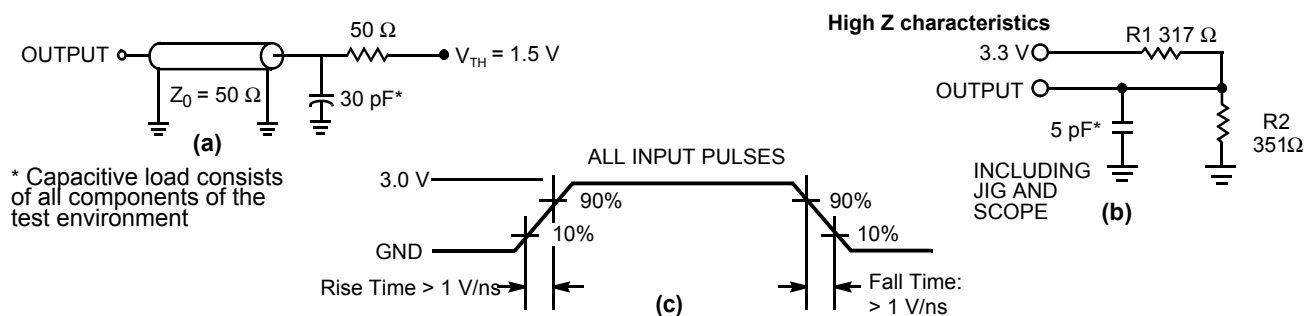 High Z characteristics
50 Ω
R1 317 Ω
3.3 V
OUTPUT
V_TH = 1.5 V
OUTPUT
Z_0 = 50 Ω
30 pF*
(a)
5 pF*
R2
351Ω
INCLUDING
JIG AND
SCOPE
(b)
* Capacitive load consists
of all components of the
test environment
ALL INPUT PULSES
3.0 V
90%
90%
10%
10%
GND
Rise Time > 1 V/ns
(c)
Fall Time:
> 1 V/ns